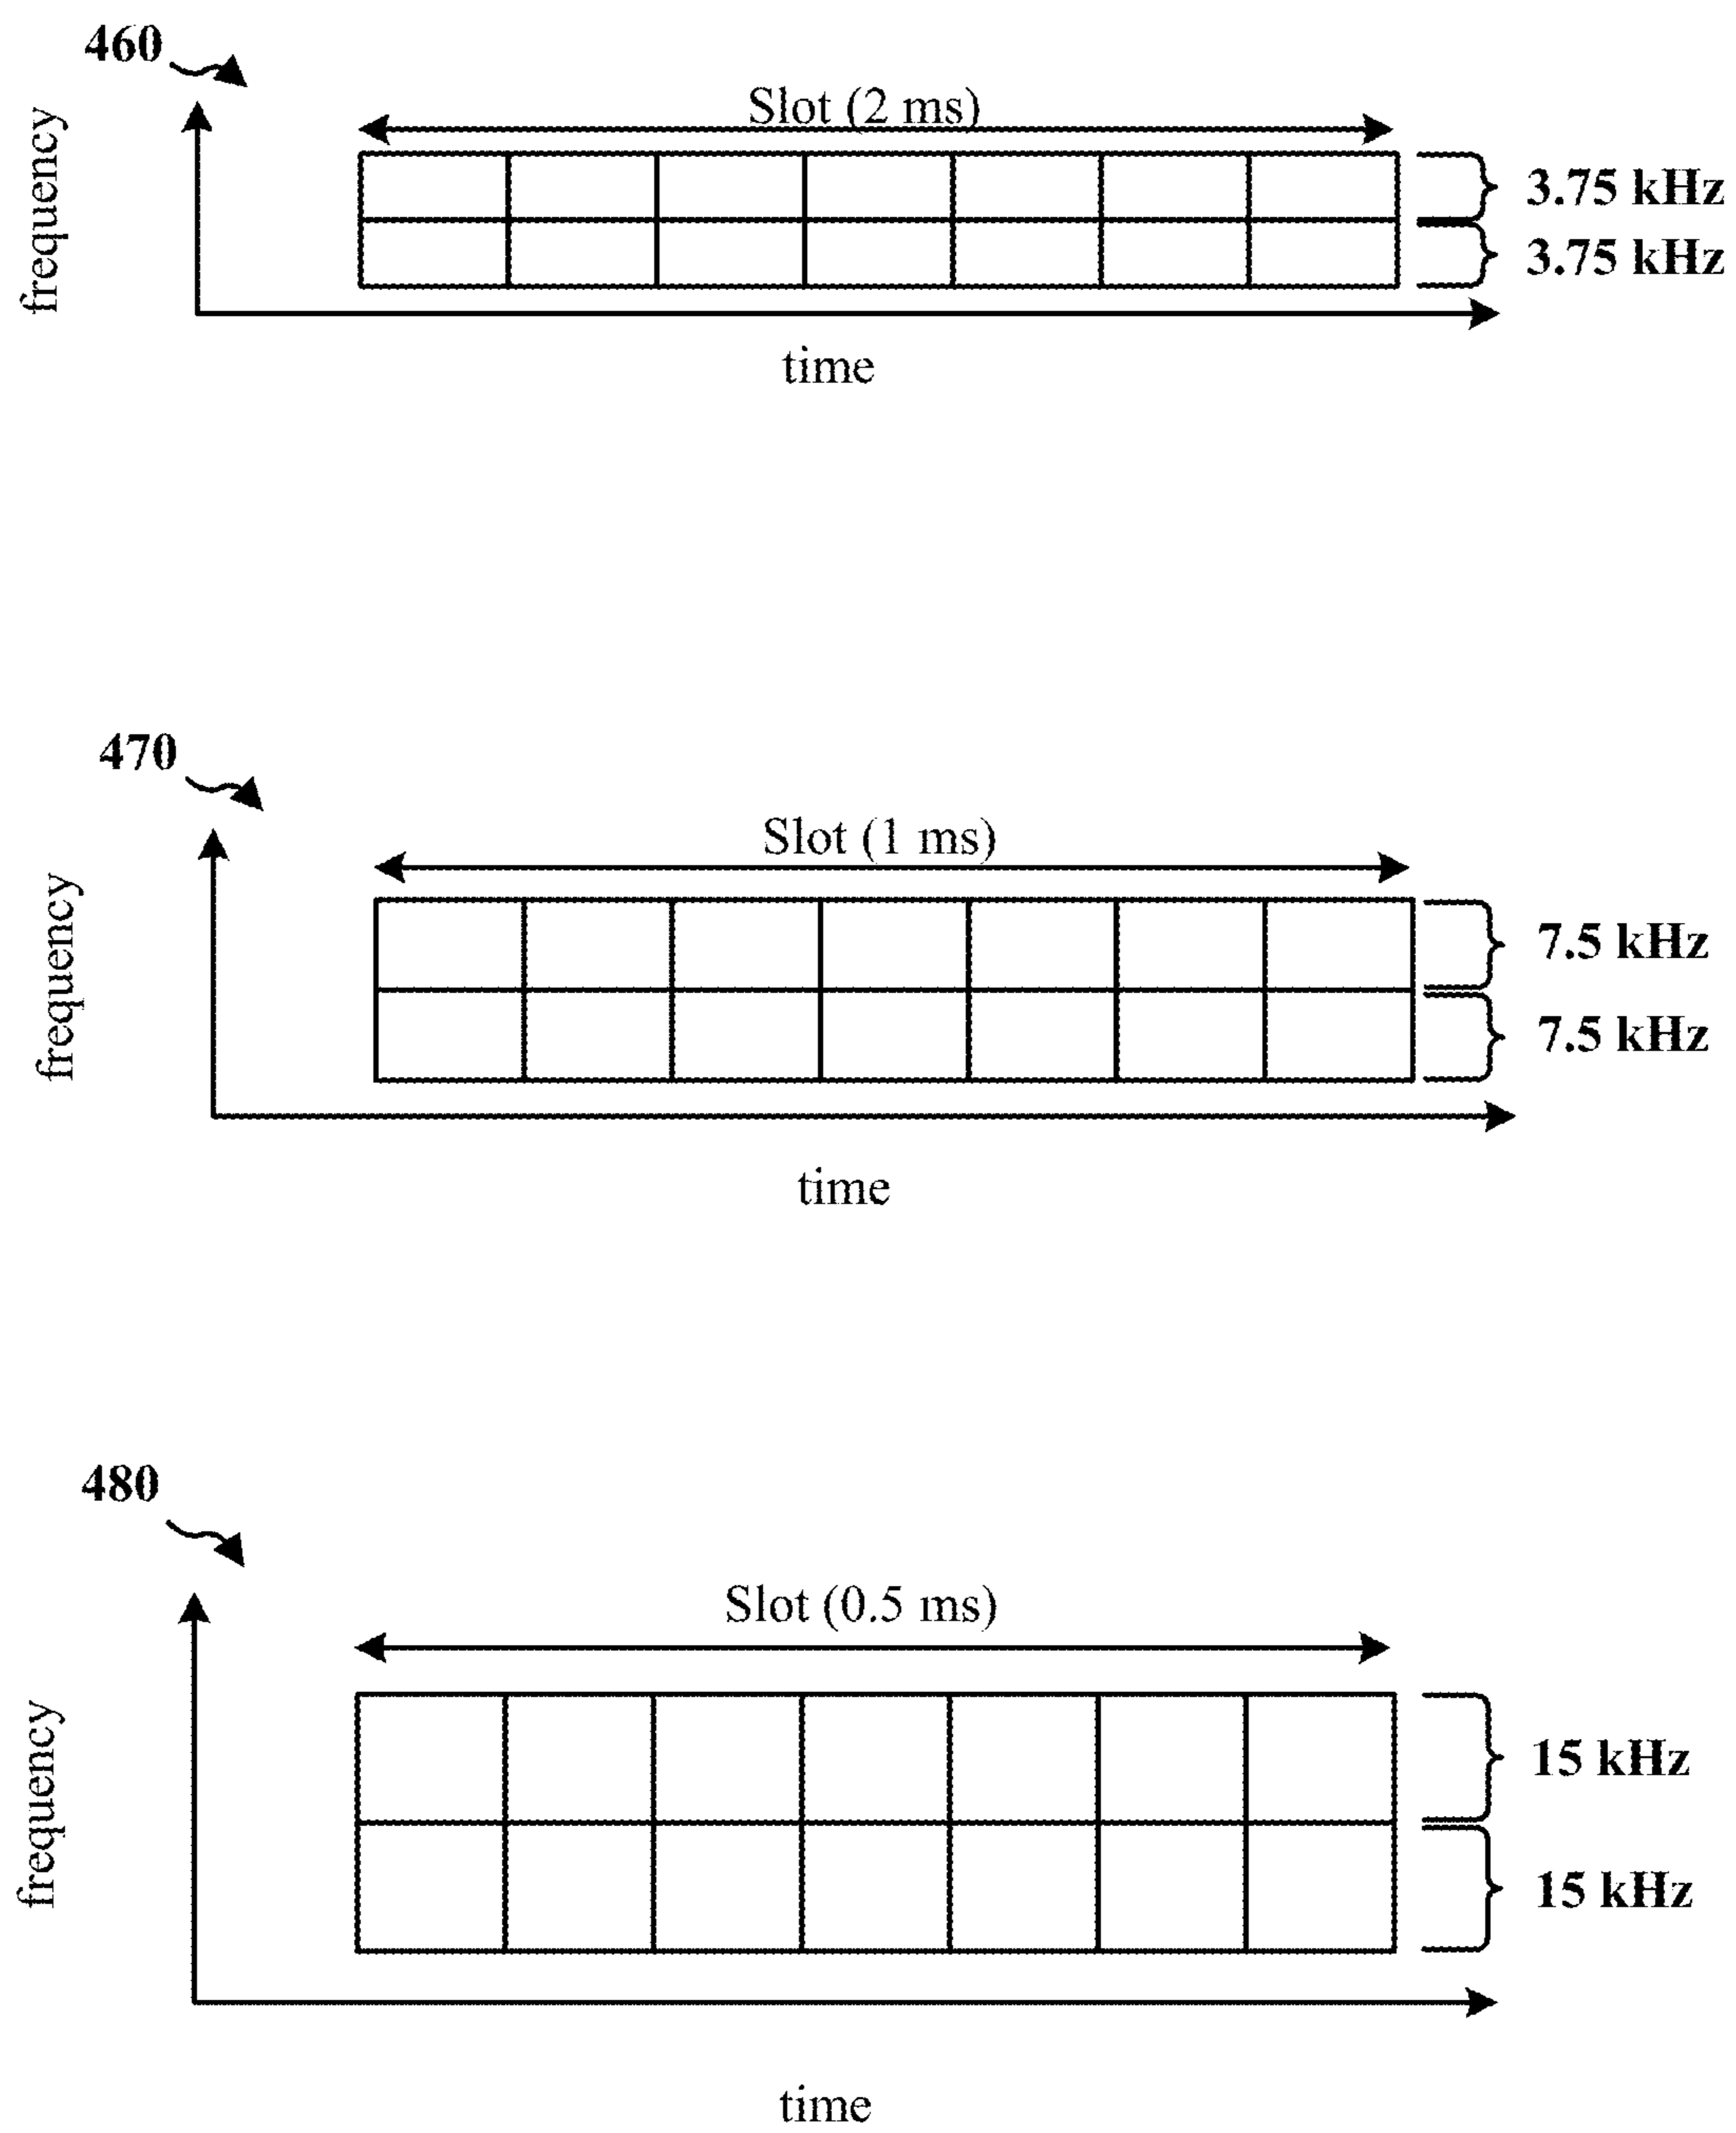 460
Slot (2 ms)
frequency
3.75 kHz
3.75 kHz
time
470
Slot (1 ms)
frequency
7.5 kHz
7.5 kHz
time
480
Slot (0.5 ms)
frequency
15 kHz
15 kHz
time